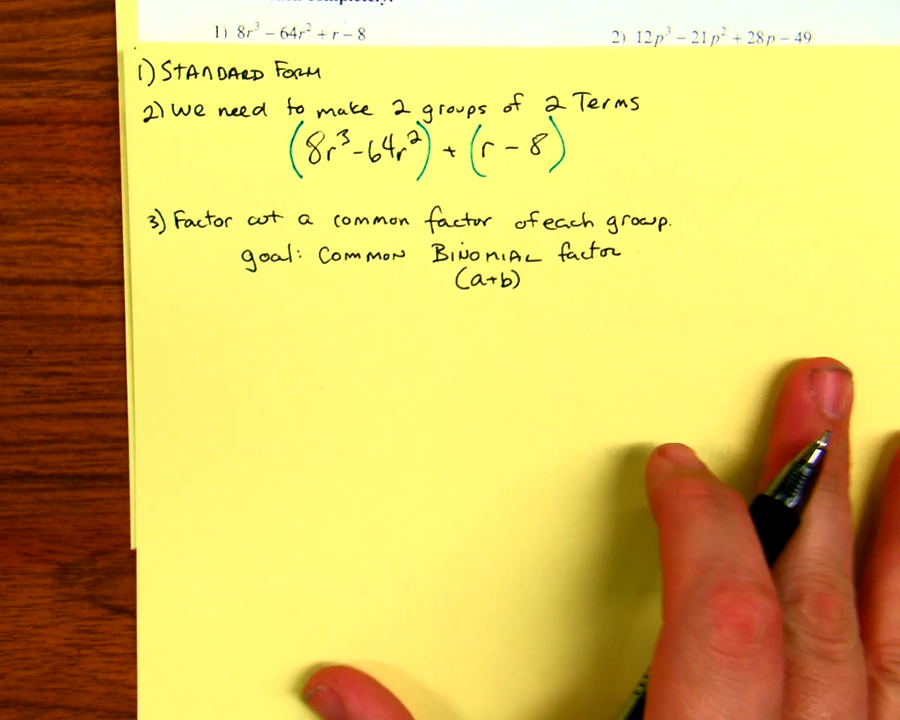 completely.
1) 8r³ − 64r² + r − 8
2) 12p³ − 21p² + 28p − 49
1) STANDARD FORM
2) We need to make 2 groups of 2 Terms
(8r³ - 64r²) + (r - 8)
3) Factor out a common factor of each group.
goal: COMMON BINOMIAL factor
(a+b)